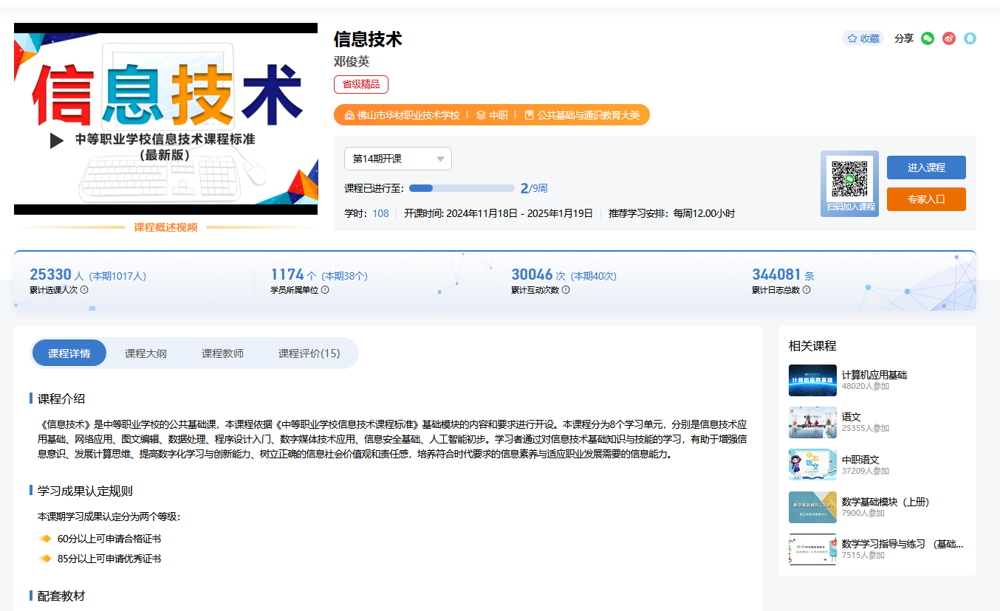 信息技术
中等职业学校信息技术课程标准
(最新版)
课程概述视频
信息技术
邓俊英
省级精品
佛山市华材职业技术学校 中职 公共基础与通识教育大类
收藏 分享
第14期开课
课程已进行至: 2/9周
学时: 108 开课时间: 2024年11月18日 - 2025年1月19日 推荐学习安排: 每周12.00小时
扫码加入课程
进入课程
专家入口
25330 人 (本期1017人)
累计选课人次
1174 个 (本期38个)
学员所属单位
30046 次 (本期40次)
累计互动次数
344081 条
累计日志总数
课程详情 课程大纲 课程教师 课程评价(15)
课程介绍
《信息技术》是中等职业学校的公共基础课，本课程依据《中等职业学校信息技术课程标准》基础模块的内容和要求进行开设。本课程分为8个学习单元，分别是信息技术应
用基础、网络应用、图文编辑、数据处理、程序设计入门、数字媒体技术应用、信息安全基础、人工智能初步。学习者通过对信息技术基础知识与技能的学习，有助于增强信
息意识、发展计算思维、提高数字化学习与创新能力、树立正确的信息社会价值观和责任感，培养符合时代要求的信息素养与适应职业发展需要的信息能力。
学习成果认定规则
本课期学习成果认定分为两个等级:
60分以上可申请合格证书
85分以上可申请优秀证书
配套教材
相关课程
计算机应用基础
计算机应用基础
48020人参加
语文
语文
25355人参加
中职
语文
中职语文
37209人参加
数学基础模块（上册）
数学基础模块（上册）
7900人参加
数学学习指导与练习 （基础...
7515人参加